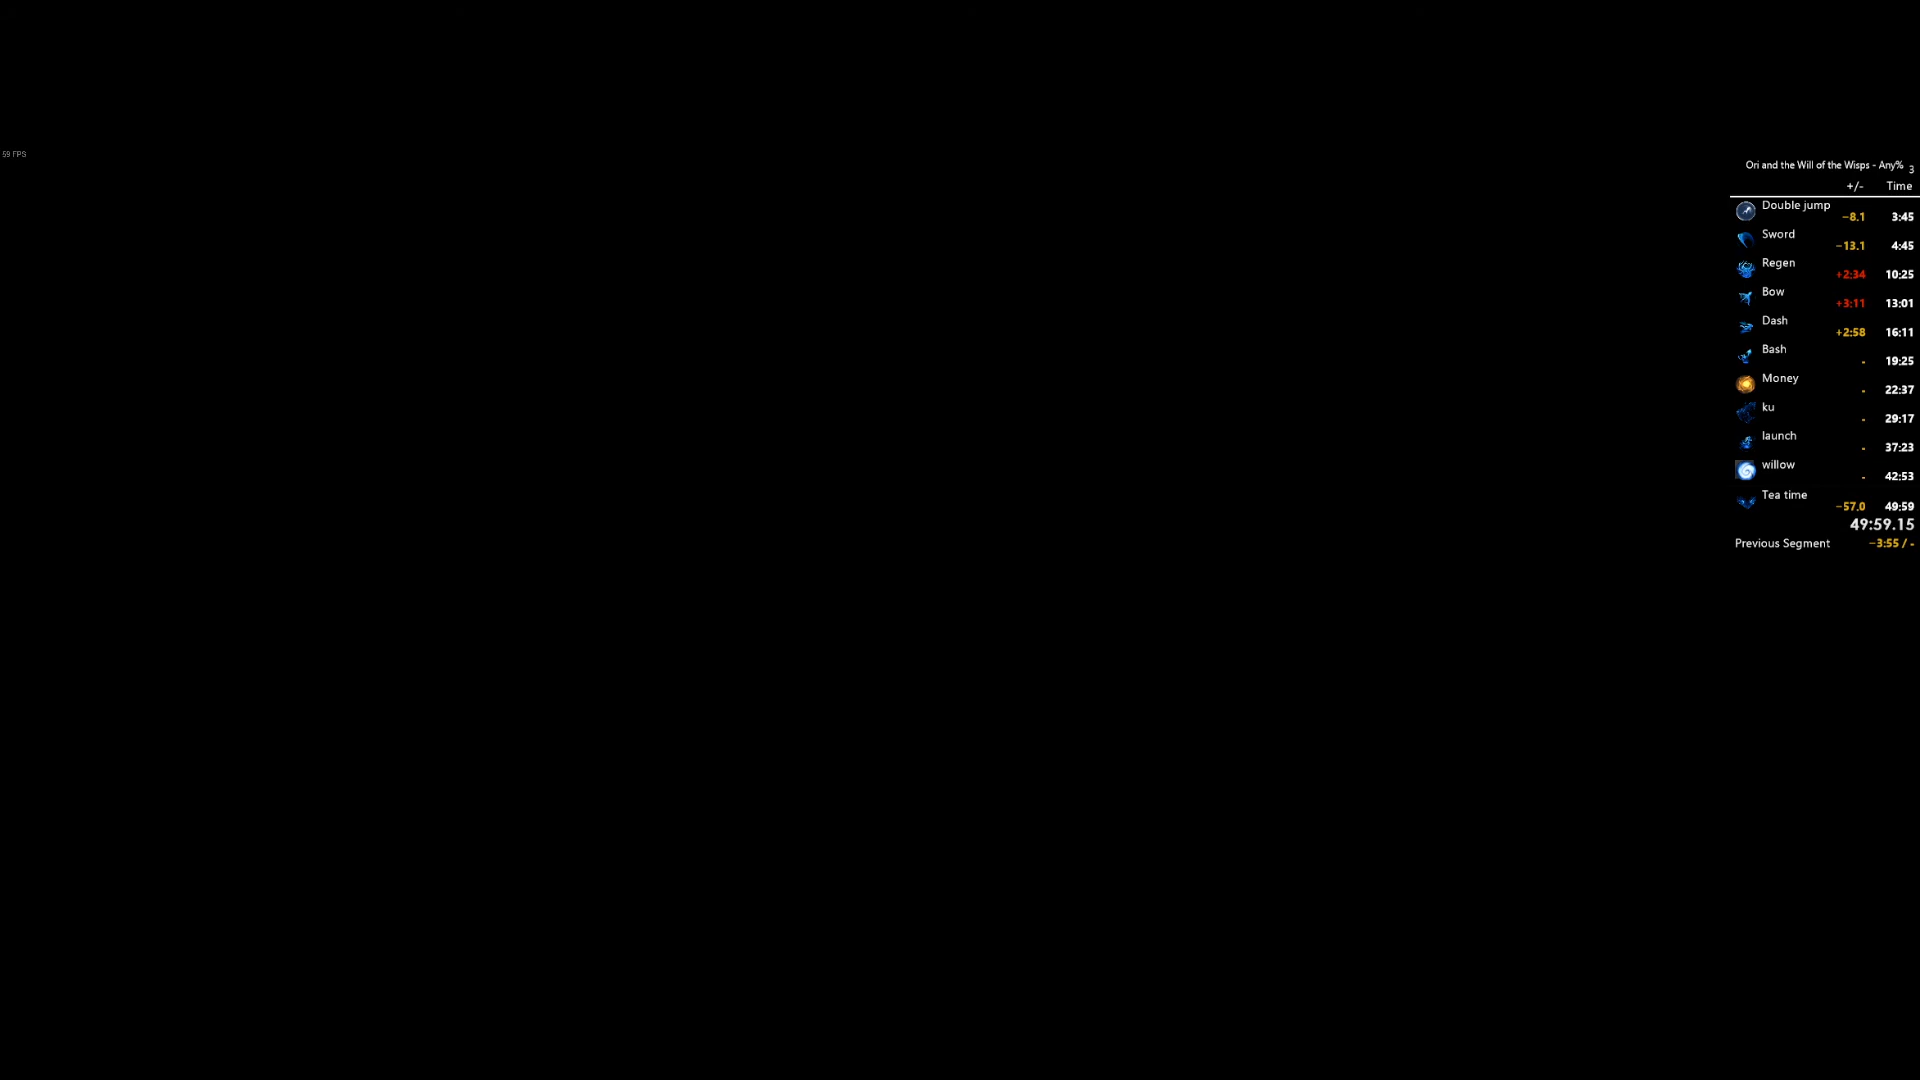 59 FPS
Ori and the Will of the Wisps - Any% 3
+/- Time
Double jump −8.1 3:45
Sword −13.1 4:45
Regen +2:34 10:25
Bow +3:11 13:01
Dash +2:58 16:11
Bash - 19:25
Money - 22:37
ku - 29:17
launch - 37:23
willow - 42:53
Tea time −57.0 49:59
49:59.15
Previous Segment −3:55 / -